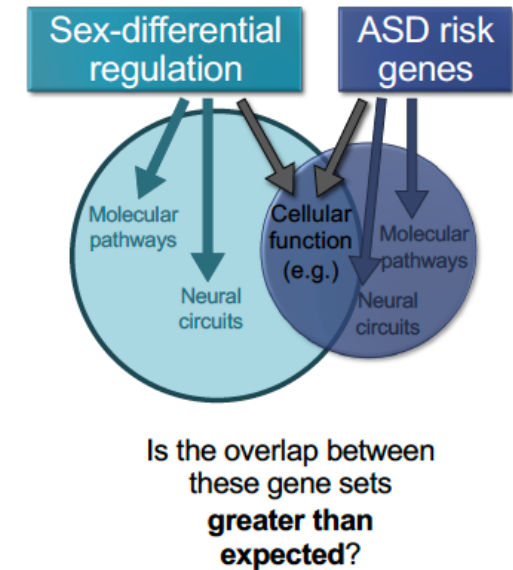 Sex-differential
regulation
ASD risk
genes
Molecular
pathways
Neural
circuits
Cellular
function
(e.g.)
Molecular
pathways
Neural
circuits
Is the overlap between
these gene sets
greater than
expected?